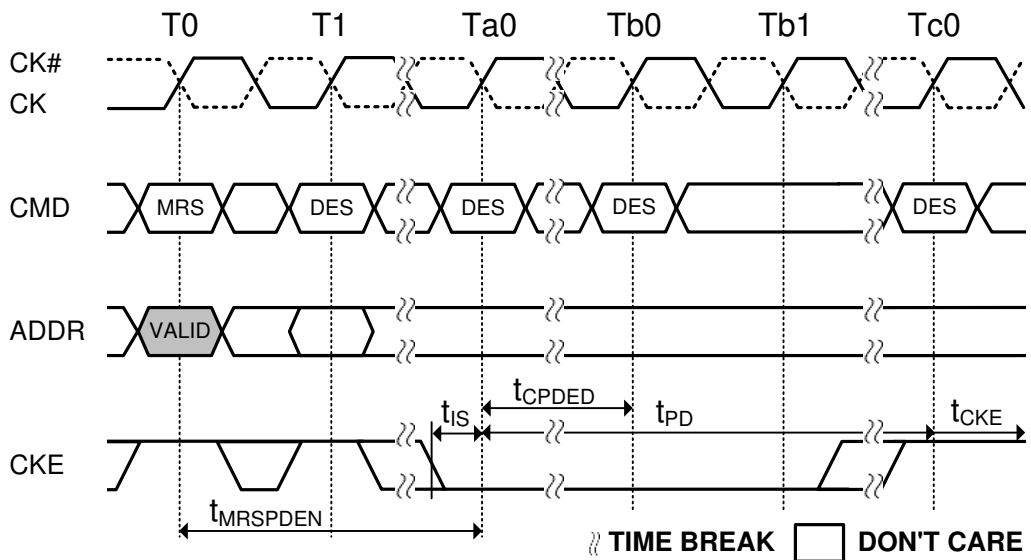 T0 T1 Ta0 Tb0 Tb1 Tc0
CK#
CK
CMD MRS DES DES DES DES
ADDR VALID
tCPDED
tIS tPD tCKE
CKE
tMRSPDEN
TIME BREAK DON'T CARE